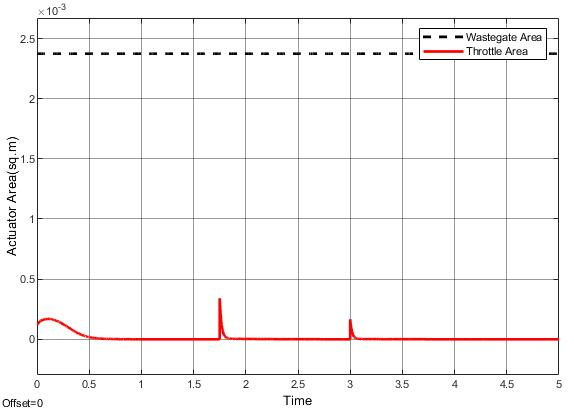 ×10⁻³
2.5
2
1.5
1
0.5
0
Actuator Area(sq.m)
Wastegate Area
Throttle Area
0 0.5 1 1.5 2 2.5 3 3.5 4 4.5 5
Time
Offset=0